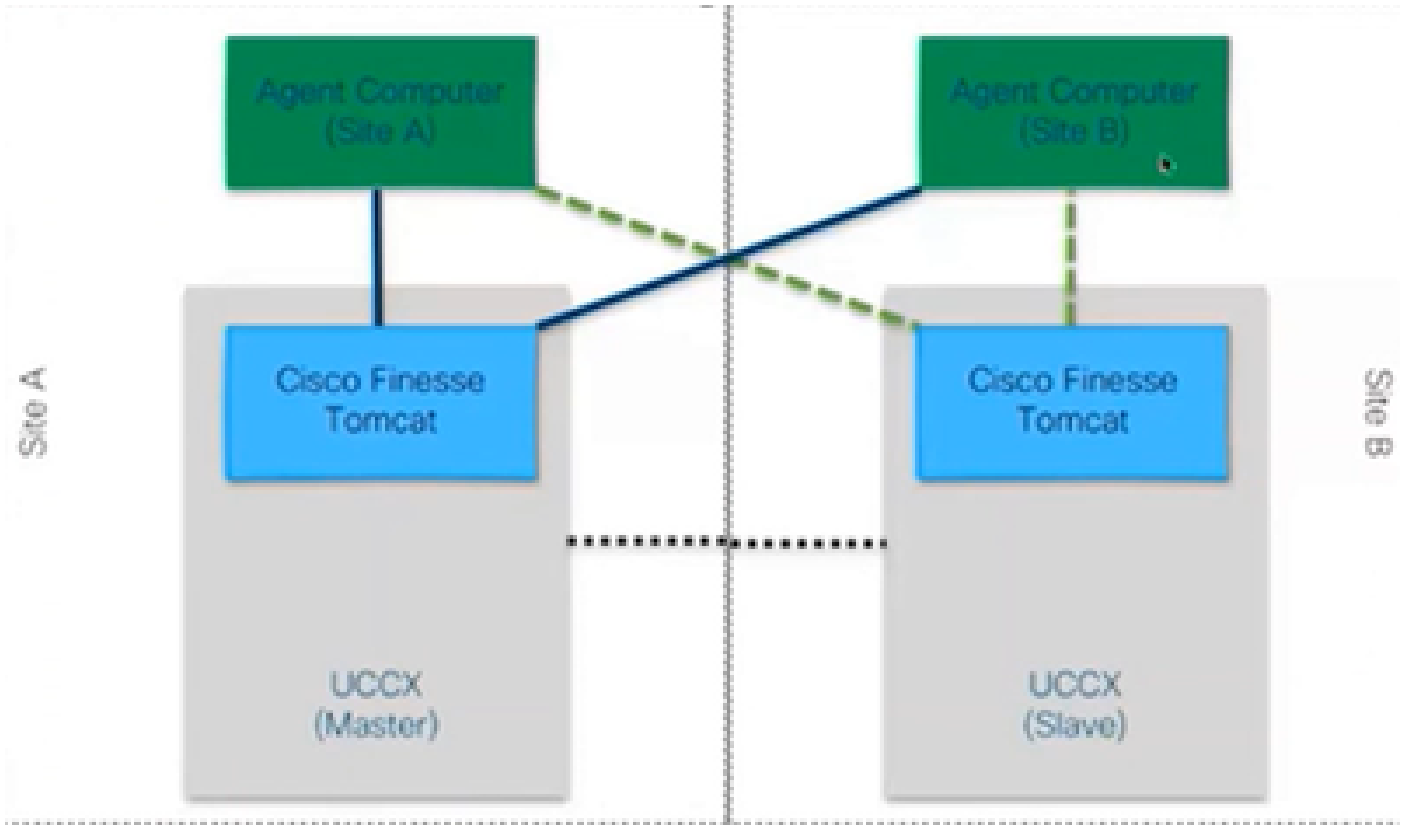 Agent Computer
(Site A)
Agent Computer
(Site B)
Site A
Cisco Finesse
Tomcat
Cisco Finesse
Tomcat
Site B
UCCX
(Master)
UCCX
(Slave)